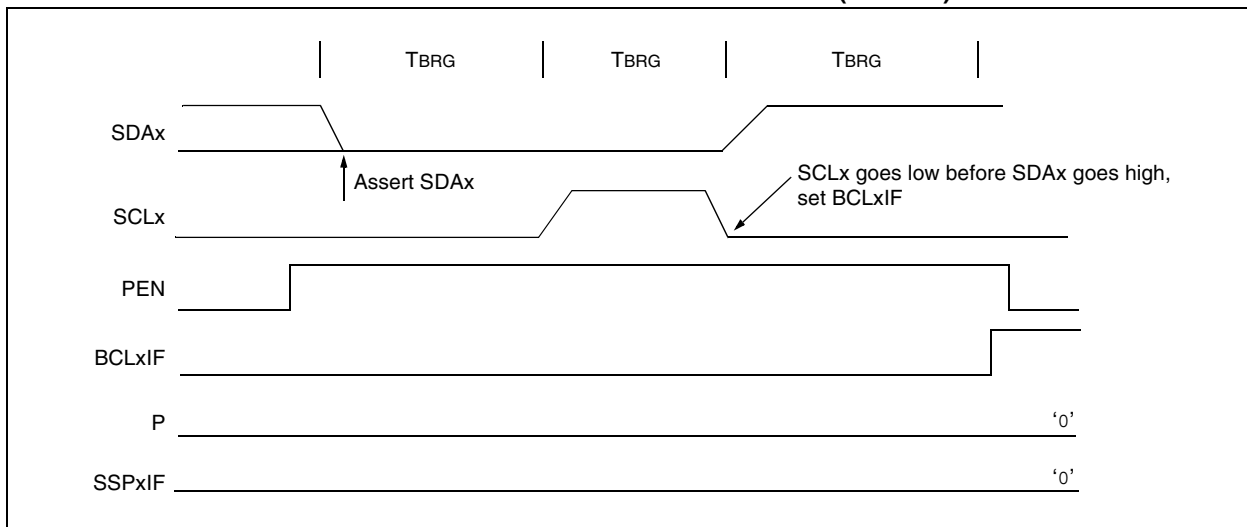 TBRG TBRG TBRG
SDAx
Assert SDAx
SCLx goes low before SDAx goes high,
set BCLxIF
SCLx
PEN
BCLxIF
P '0'
SSPxIF '0'